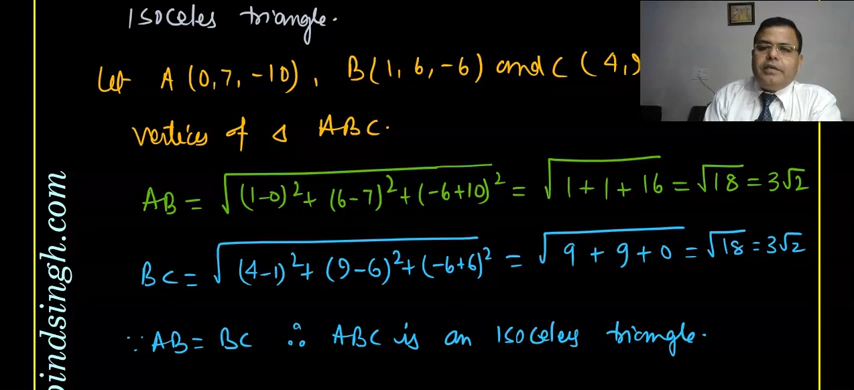 Isoceles triangle.
Let A (0, 7, -10), B(1, 6, -6) and C (4, 9
vertices of Δ ABC.
AB = √((1-0)² + (6-7)² + (-6+10)²) = √(1+1+16) = √18 = 3√2
BC = √((4-1)² + (9-6)² + (-6+6)²) = √(9+9+0) = √18 = 3√2
∵ AB = BC ∴ ABC is an Isoceles triangle.
oindsingh.com